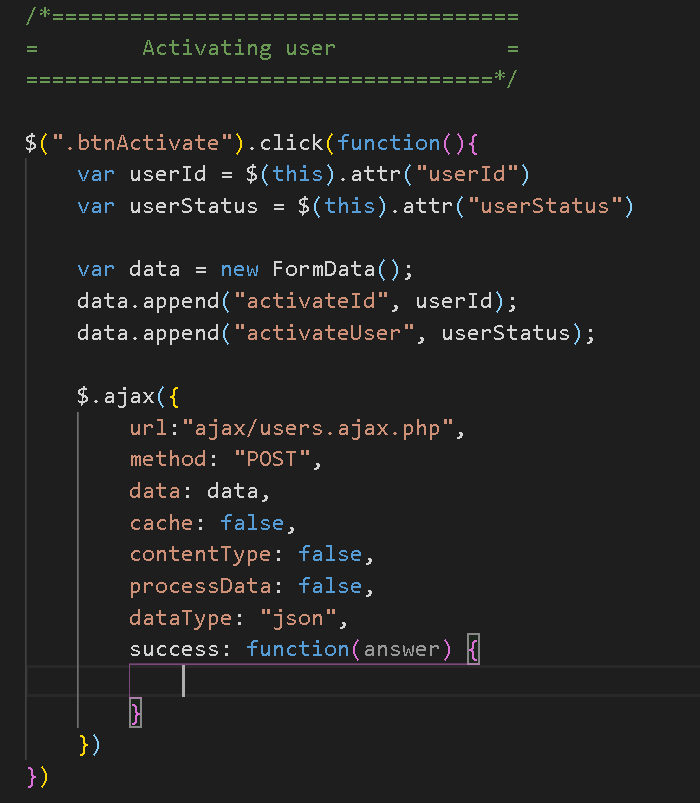 /*====================================
=        Activating user             =
====================================*/
$(".btnActivate").click(function(){
    var userId = $(this).attr("userId")
    var userStatus = $(this).attr("userStatus")
    var data = new FormData();
    data.append("activateId", userId);
    data.append("activateUser", userStatus);
    $.ajax({
        url:"ajax/users.ajax.php",
        method: "POST",
        data: data,
        cache: false,
        contentType: false,
        processData: false,
        dataType: "json",
        success: function(answer) {
        }
    })
})